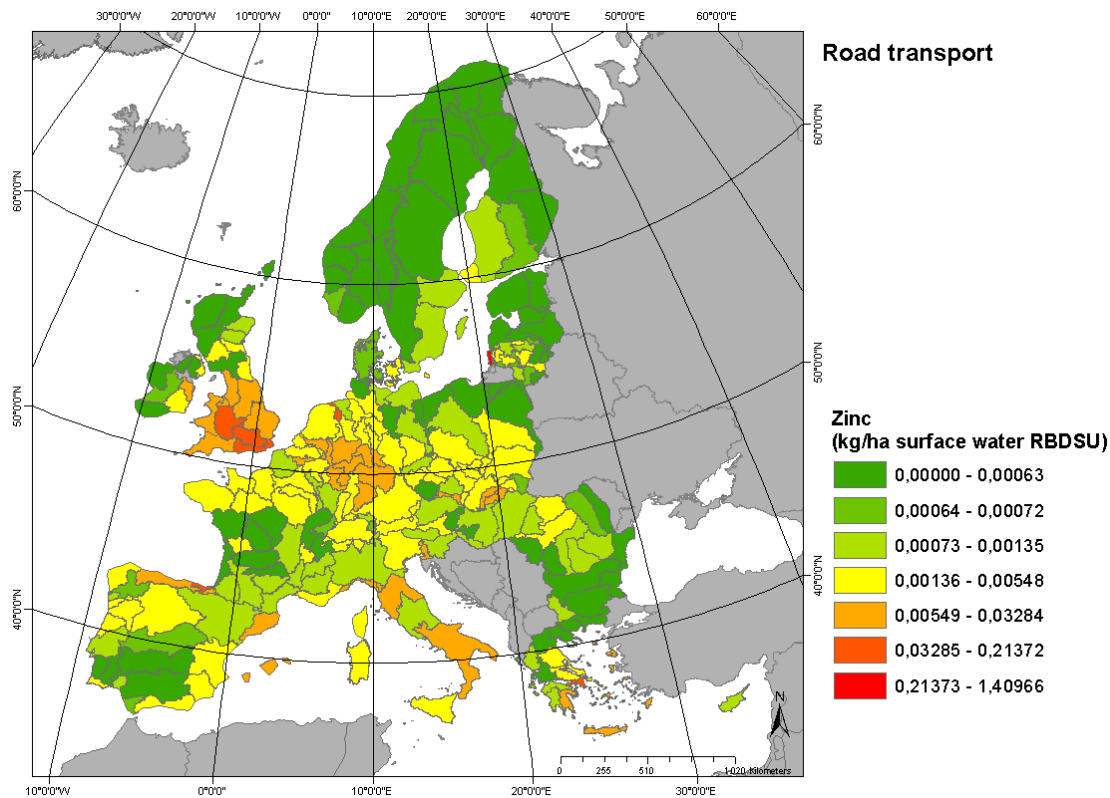 30°0'0"W 20°0'0"W 10°0'0"W 0°0'0" 10°0'0"E 20°0'0"E 30°0'0"E 40°0'0"E 50°0'0"E 60°0'0"E
Road transport
60°0'0"N
60°0'0"N
50°0'0"N
50°0'0"N
40°0'0"N
40°0'0"N
Zinc
(kg/ha surface water RBDSU)
0,00000 - 0,00063
0,00064 - 0,00072
0,00073 - 0,00135
0,00136 - 0,00548
0,00549 - 0,03284
0,03285 - 0,21372
0,21373 - 1,40966
N
0 255 510 1 020 Kilometers
10°0'0"W 0°0'0" 10°0'0"E 20°0'0"E 30°0'0"E